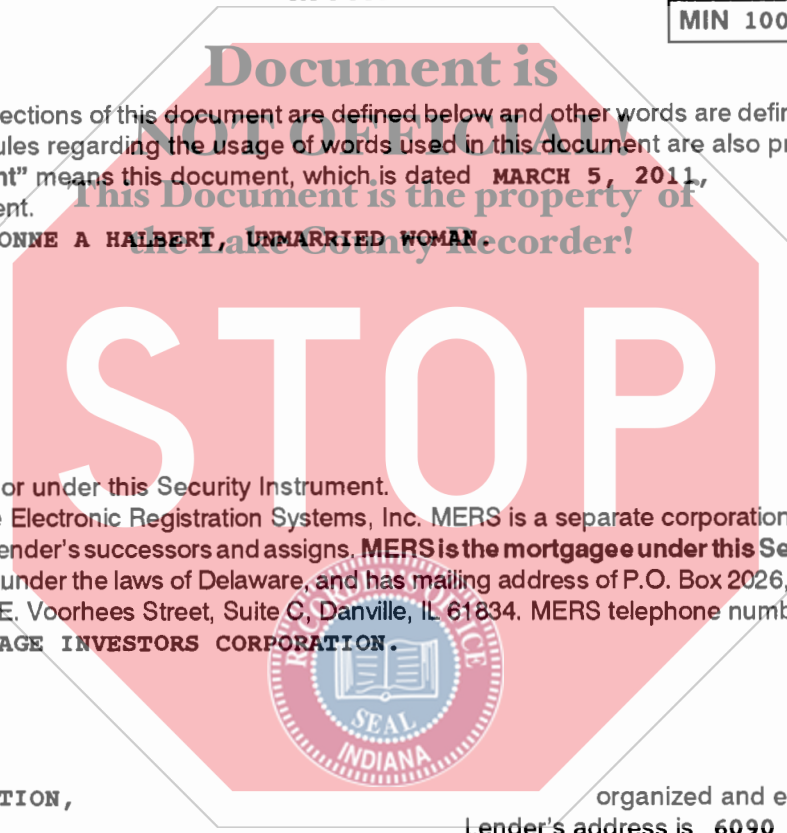 MIN 100
Document is
ections of this document are defined below and other words are defin
NOT OFFICIAL!
ules regarding the usage of words used in this document are also pr
nt” means this document, which is dated MARCH 5, 2011,
This Document is the property of
ent.
ONNE A HALBERT, UNMARRIED WOMAN.
the Lake County Recorder!
STOP
or under this Security Instrument.
e Electronic Registration Systems, Inc. MERS is a separate corporation
ender's successors and assigns. MERS is the mortgagee under this Se
under the laws of Delaware, and has mailing address of P.O. Box 2026,
E. Voorhees Street, Suite C, Danville, IL 61834. MERS telephone numb
AGE INVESTORS CORPORATION.
RECORDER'S OFFICE
SEAL
INDIANA
TION,
organized and e
Lender's address is 6090